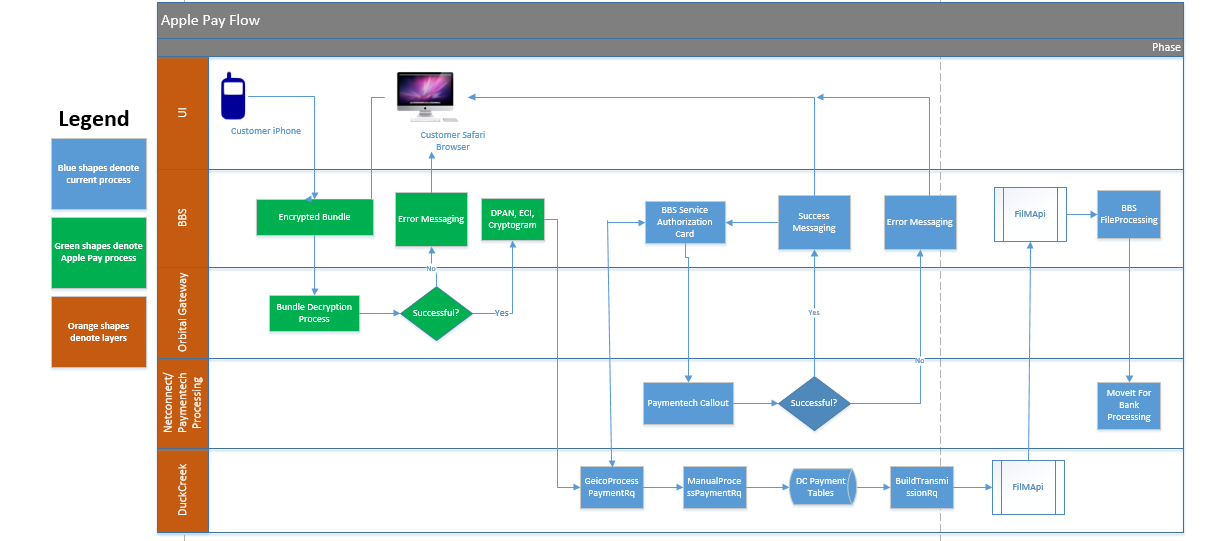 Apple Pay Flow
Phase
Legend
Blue shapes denote
current process
Green shapes denote
Apple Pay process
Orange shapes
denote layers
UI
Customer iPhone
Customer Safari
Browser
BBS
Encrypted Bundle
Error Messaging
DPAN, ECI,
Cryptogram
BBS Service
Authorization
Card
Success
Messaging
Error Messaging
FilMApi
BBS
FileProcessing
Orbital Gateway
Bundle Decryption
Process
Successful?
No
Yes
Yes
No
Netconnect/
Paymentech
Processing
Paymentech Callout
Successful?
MoveIt For
Bank
Processing
DuckCreek
GeicoProcess
PaymentRq
ManualProce
ssPaymentRq
DC Payment
Tables
BuildTransmi
ssionRq
FilMApi